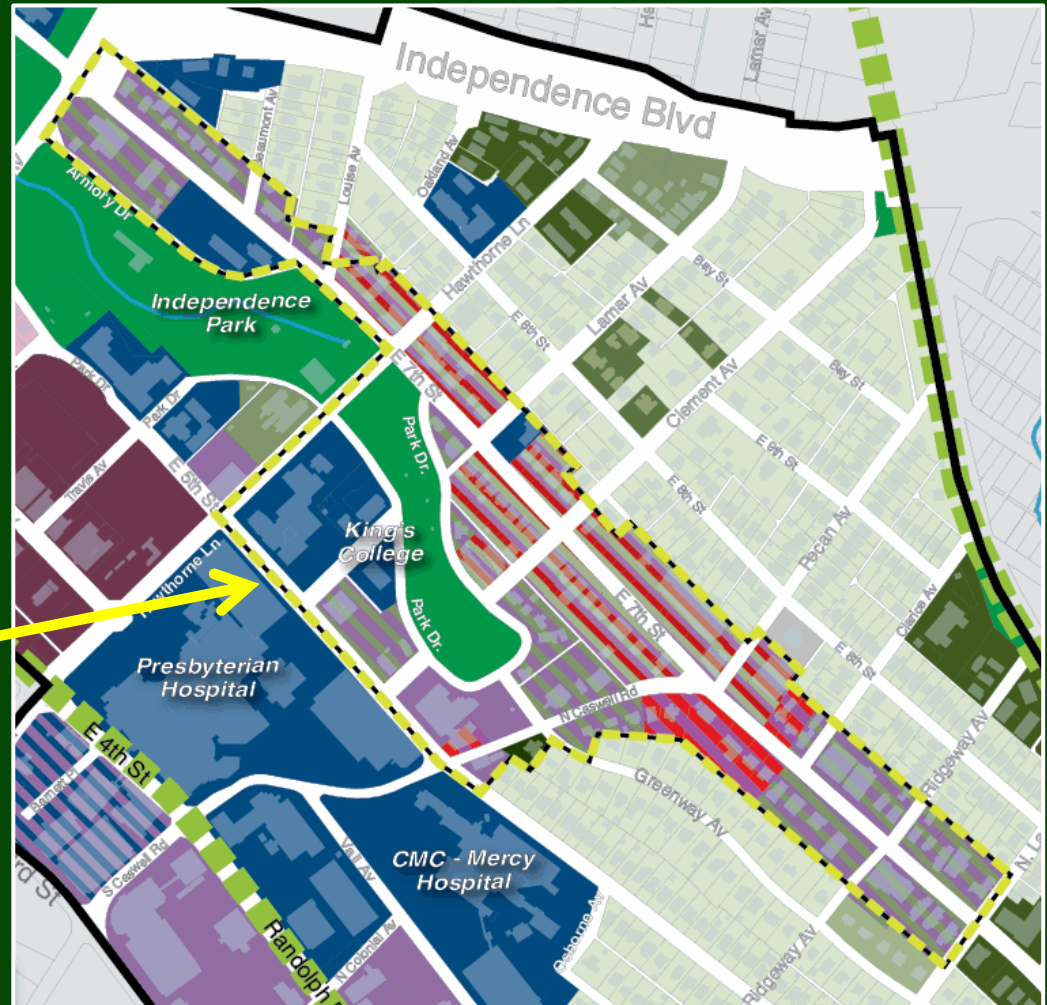 Lamar Av
Independence Blvd
Beaumont Av
Louise Av
Oakland Av
Armory Dr
Hawthorne Ln
Bay St
Independence
Park
Lamar Av
E 8th St
Park Dr
Park Dr
E 7th St
Clement Av
Bay St
Park Dr.
E 9th St
Travis Av
E 5th St
E 8th St
King's
College
Pecan Av
Hawthorne Ln
E 7th St
Clarice Av
Park Dr.
E 8th St
Presbyterian
Hospital
N Caswell Rd
E 4th St
Ridgeway Av
Greenway Av
S Caswell Rd
Vail Av
CMC - Mercy
Hospital
rd St
Osborne Av
N Colonial Av
Randolph
Ridgeway Av